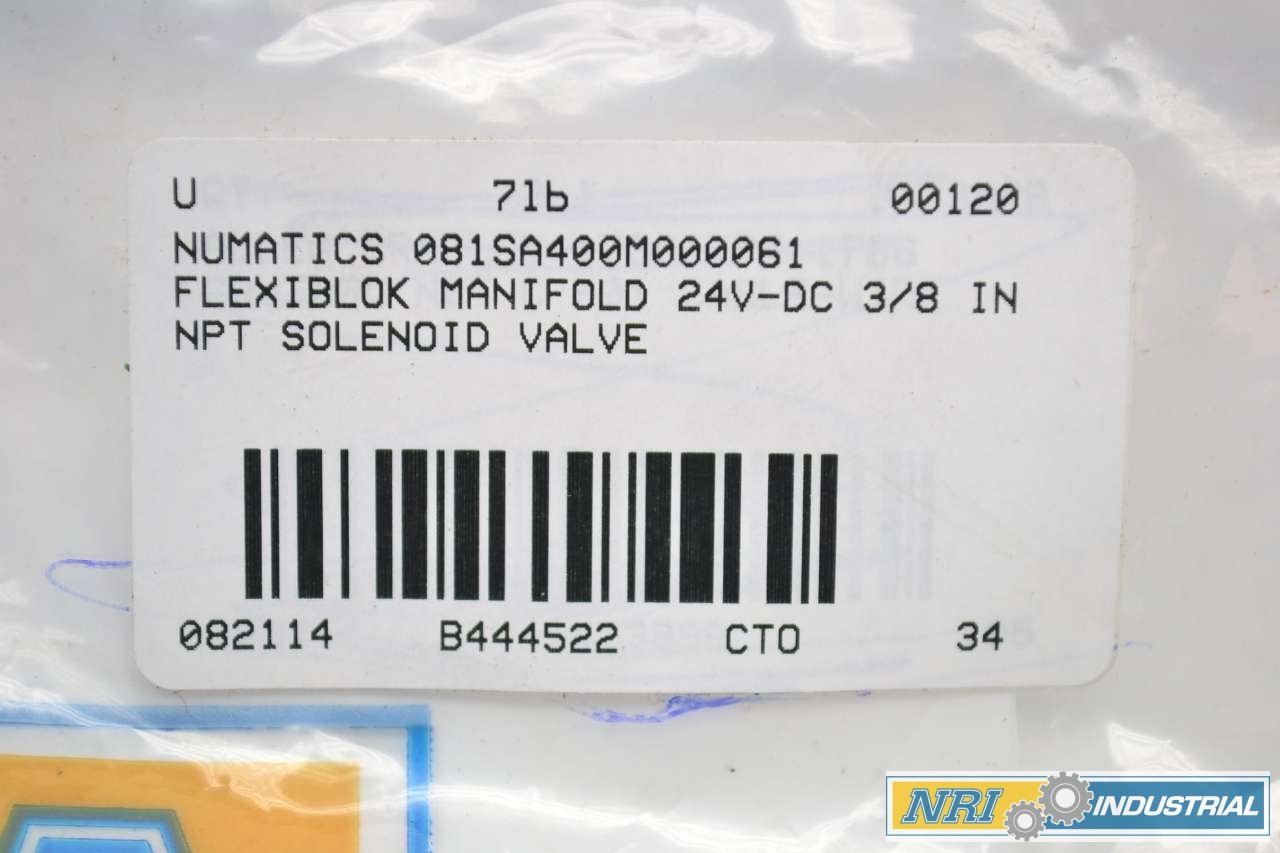 U 7lb 00120
NUMATICS 081SA400M000061
FLEXIBLOK MANIFOLD 24V-DC 3/8 IN
NPT SOLENOID VALVE
082114 B444522 CTO 34
NRI INDUSTRIAL